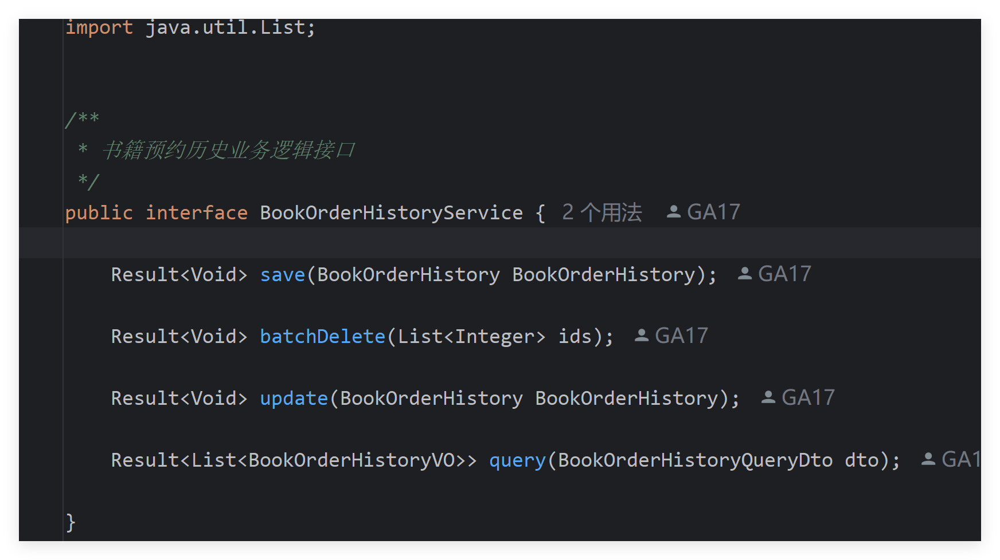 import java.util.List;
/**
* 书籍预约历史业务逻辑接口
*/
public interface BookOrderHistoryService { 2 个用法 GA17
Result<Void> save(BookOrderHistory BookOrderHistory); GA17
Result<Void> batchDelete(List<Integer> ids); GA17
Result<Void> update(BookOrderHistory BookOrderHistory); GA17
Result<List<BookOrderHistoryVO>> query(BookOrderHistoryQueryDto dto); GA1
}